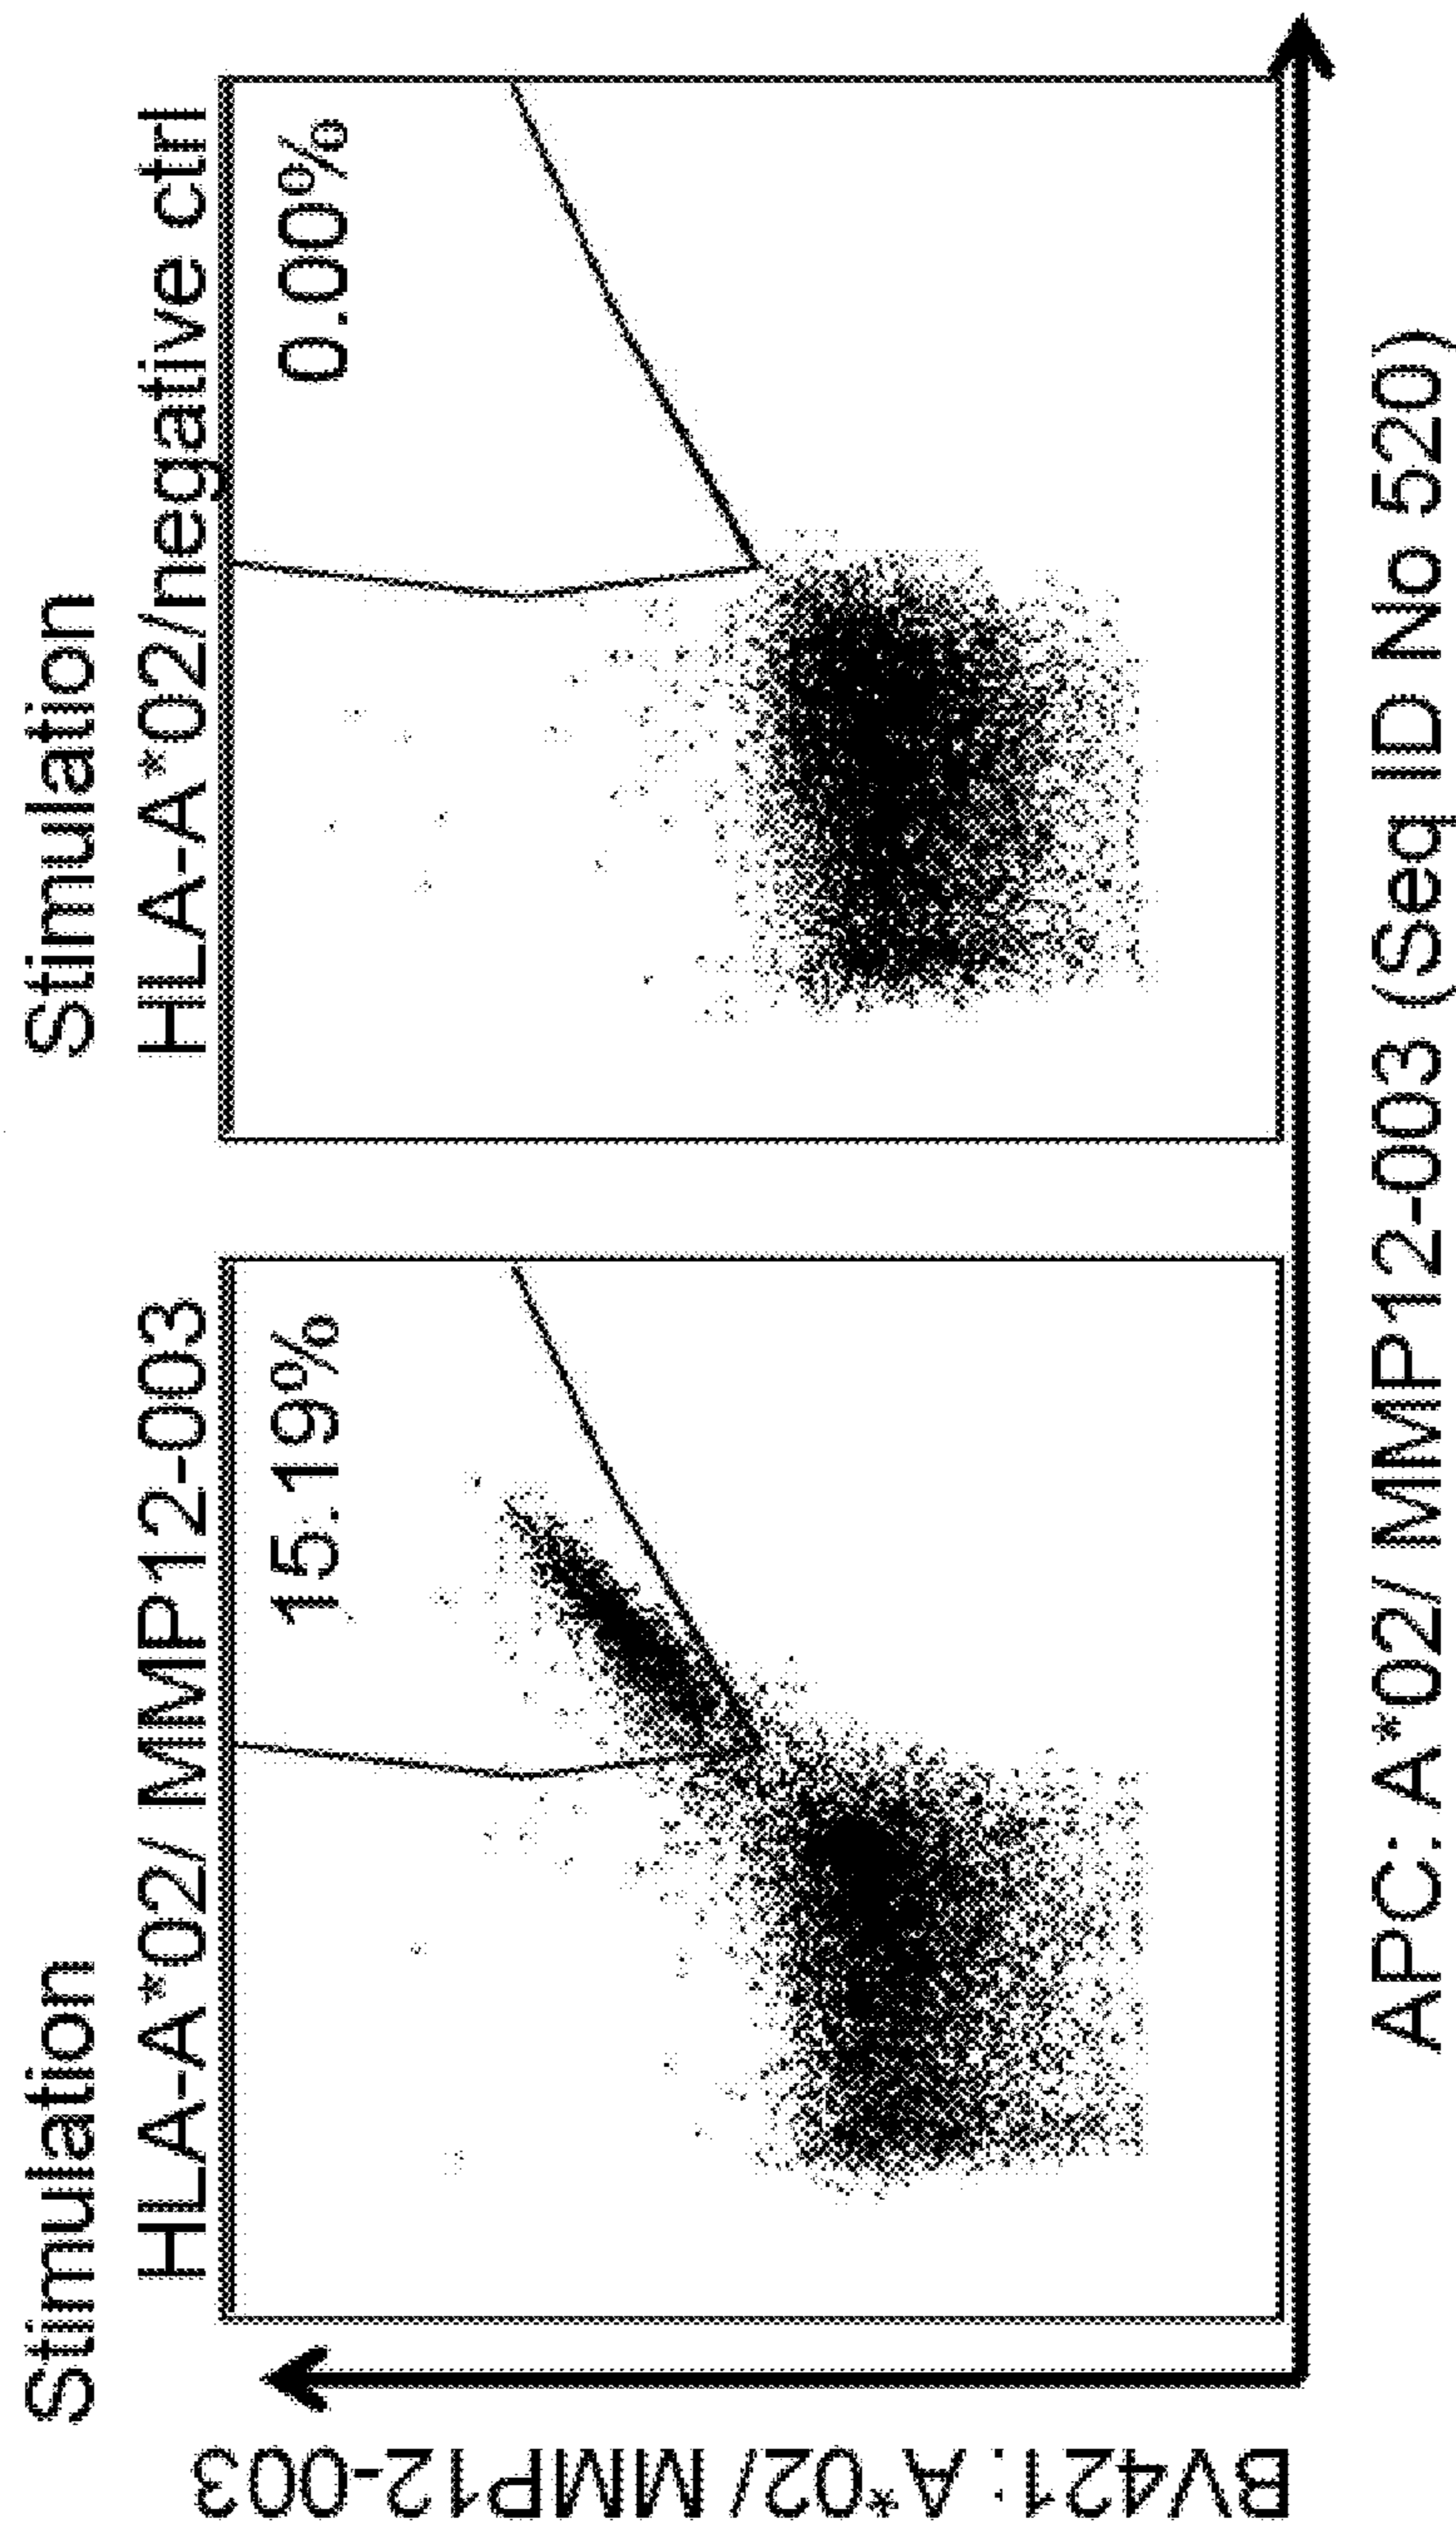 Stimulation
HLA-A*02/ MMP12-003
15.19%
Stimulation
HLA-A*02/negative ctrl
0.00%
BV421: A*02/ MMP12-003
APC: A*02/ MMP12-003 (Seq ID No 520)